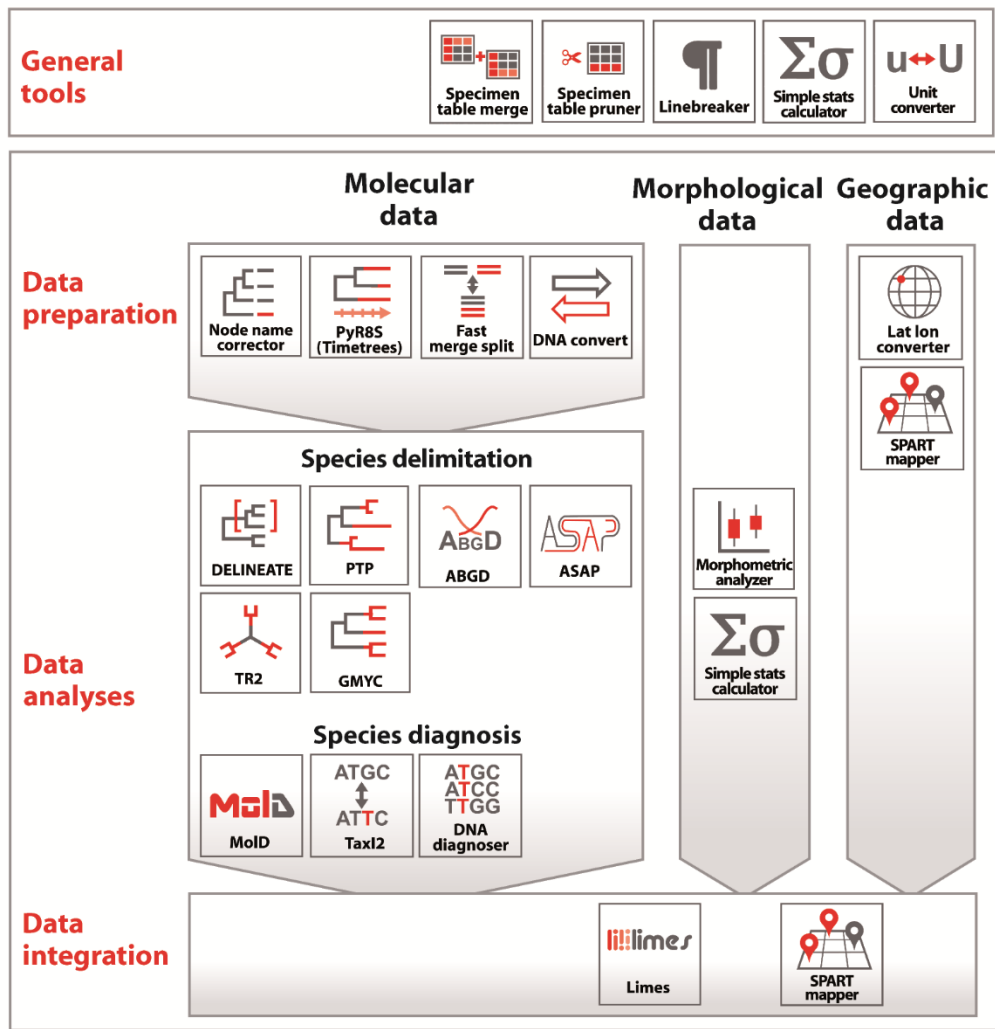 General
tools
Specimen
table merge
Specimen
table pruner
¶
Linebreaker
Σσ
Simple stats
calculator
u↔U
Unit
converter
Molecular
data
Morphological
data
Geographic
data
Data
preparation
Node name
corrector
PyR8S
(Timetrees)
Fast
merge split
DNA convert
Lat lon
converter
SPART
mapper
Species delimitation
DELINEATE
PTP
ABGD
ABGD
ASAP
ASAP
Morphometric
analyzer
Data
analyses
TR2
GMYC
Σσ
Simple stats
calculator
Species diagnosis
MolD
MolD
ATGC
ATTC
TaxI2
ATGC
ATCC
TTGG
DNA
diagnoser
Data
integration
limes
Limes
SPART
mapper